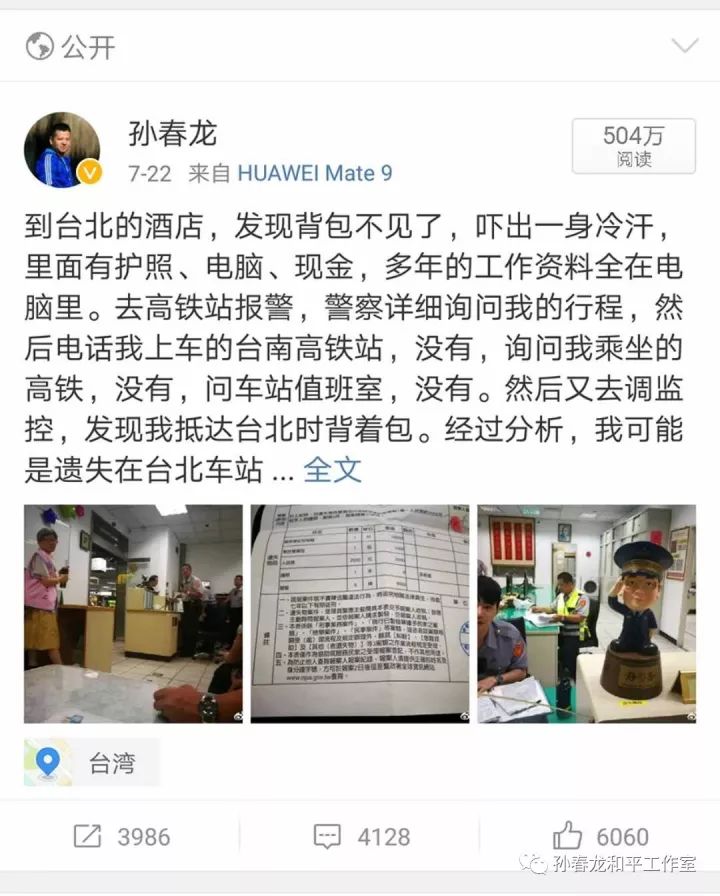 公开
孙春龙
504万
阅读
7-22 来自 HUAWEI Mate 9
到台北的酒店，发现背包不见了，吓出一身冷汗，
里面有护照、电脑、现金，多年的工作资料全在电
脑里。去高铁站报警，警察详细询问我的行程，然
后电话我上车的台南高铁站，没有，询问我乘坐的
高铁，没有，问车站值班室，没有。然后又去调监
控，发现我抵达台北时背着包。经过分析，我可能
是遗失在台北车站 ... 全文
www.npa.gov.tw
台湾
3986
4128
6060
孙春龙和平工作室